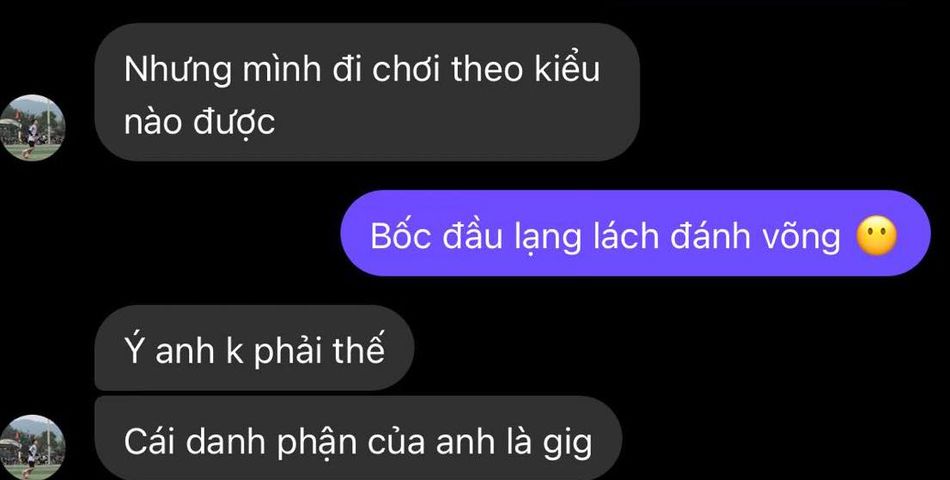 Nhưng mình đi chơi theo kiểu
nào được
Bốc đầu lạng lách đánh võng 😶
Ý anh k phải thế
Cái danh phận của anh là gig